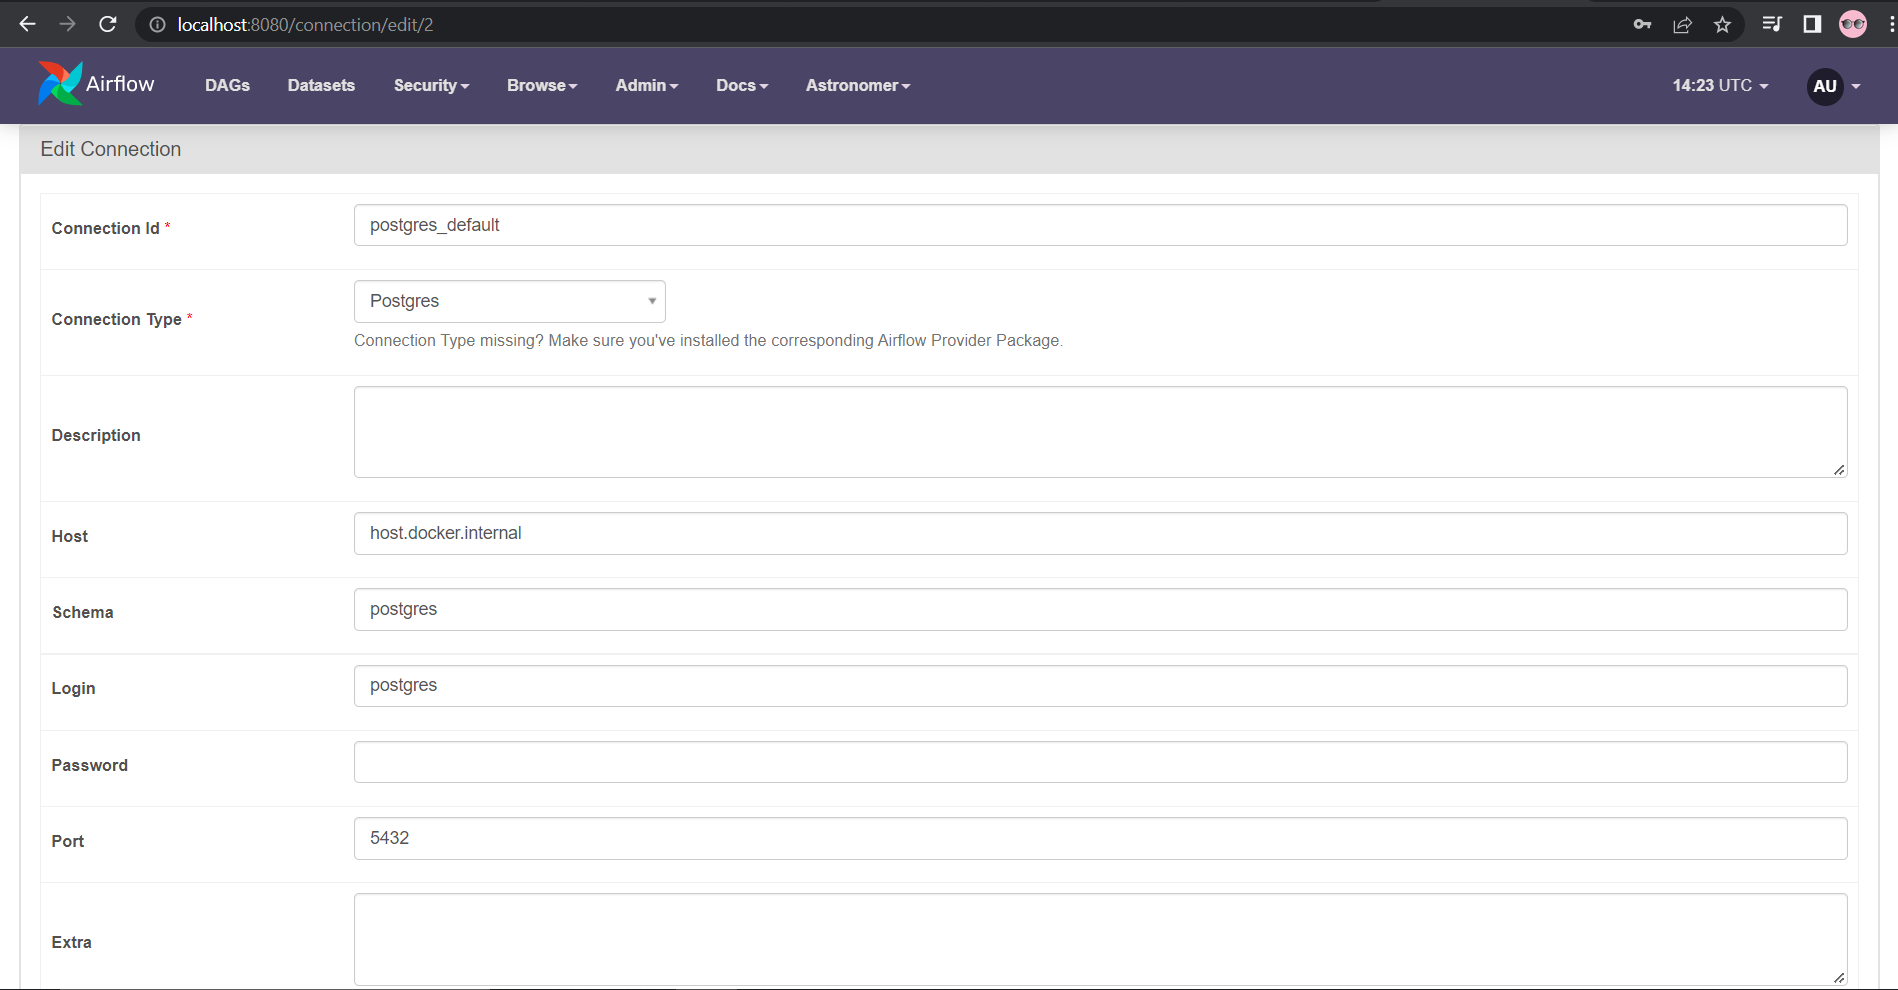 localhost:8080/connection/edit/2
Airflow DAGs Datasets Security Browse Admin Docs Astronomer 14:23 UTC AU
Edit Connection
Connection Id * postgres_default
Connection Type * Postgres
Connection Type missing? Make sure you've installed the corresponding Airflow Provider Package.
Description
Host host.docker.internal
Schema postgres
Login postgres
Password
Port 5432
Extra